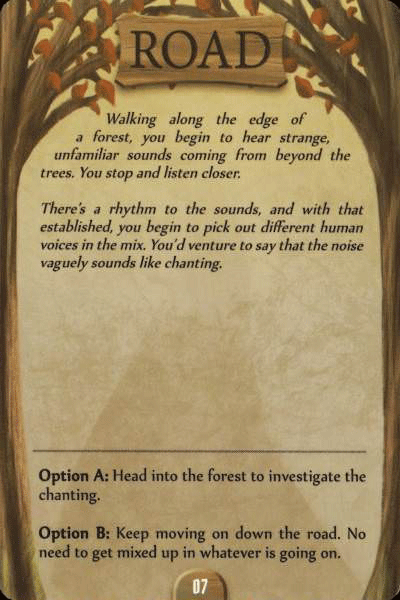 ROAD
Walking along the edge of
a forest, you begin to hear strange,
unfamiliar sounds coming from beyond the
trees. You stop and listen closer.
There's a rhythm to the sounds, and with that
established, you begin to pick out different human
voices in the mix. You'd venture to say that the noise
vaguely sounds like chanting.
Option A: Head into the forest to investigate the
chanting.
Option B: Keep moving on down the road. No
need to get mixed up in whatever is going on.
07